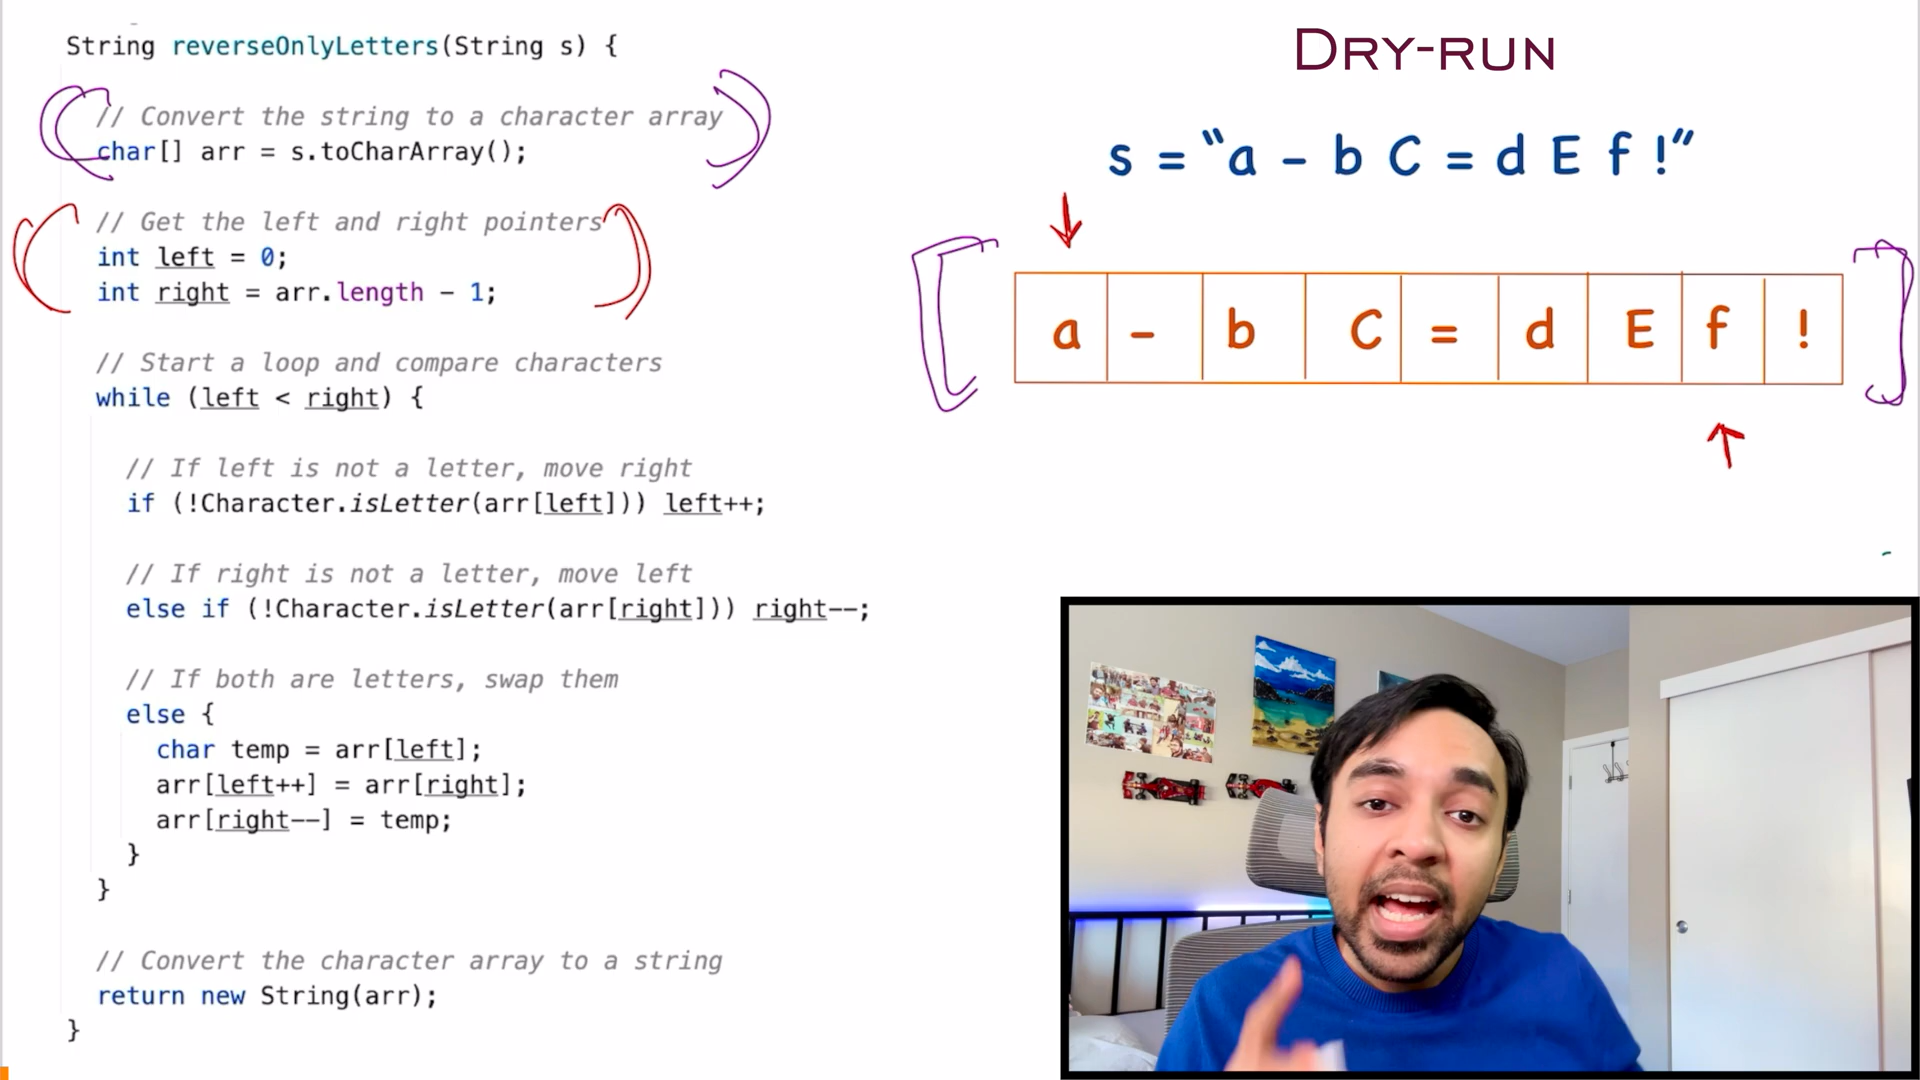 String reverseOnlyLetters(String s) {
// Convert the string to a character array
char[] arr = s.toCharArray();
// Get the left and right pointers
int left = 0;
int right = arr.length - 1;
// Start a loop and compare characters
while (left < right) {
// If left is not a letter, move right
if (!Character.isLetter(arr[left])) left++;
// If right is not a letter, move left
else if (!Character.isLetter(arr[right])) right--;
// If both are letters, swap them
else {
char temp = arr[left];
arr[left++] = arr[right];
arr[right--] = temp;
}
}
// Convert the character array to a string
return new String(arr);
}
DRY-RUN
s = "a - b C = d E f !"
a - b C = d E f !